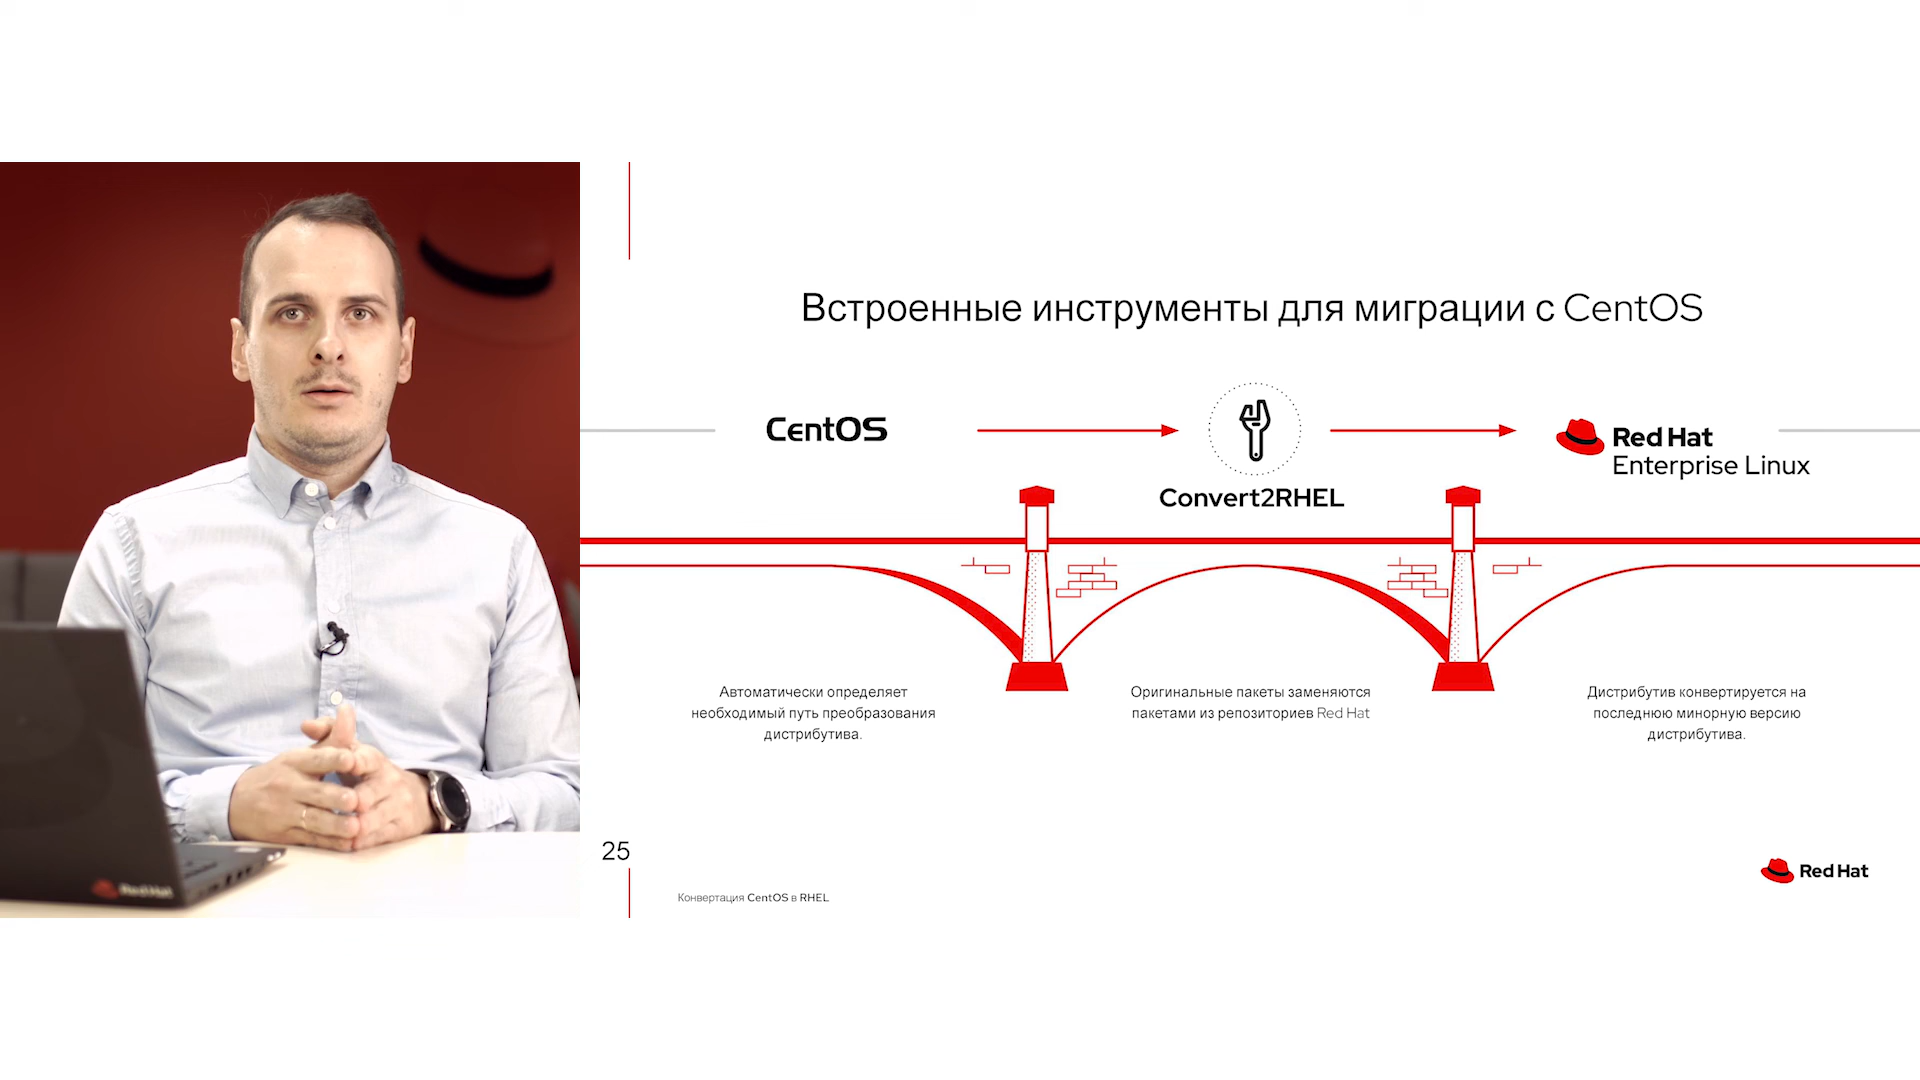 Встроенные инструменты для миграции с CentOS
CentOS
Convert2RHEL
Red Hat
Enterprise Linux
Автоматически определяет
необходимый путь преобразования
дистрибутива.
Оригинальные пакеты заменяются
пакетами из репозиториев Red Hat
Дистрибутив конвертируется на
последнюю минорную версию
дистрибутива.
25
Конвертация CentOS в RHEL
Red Hat
Red Hat